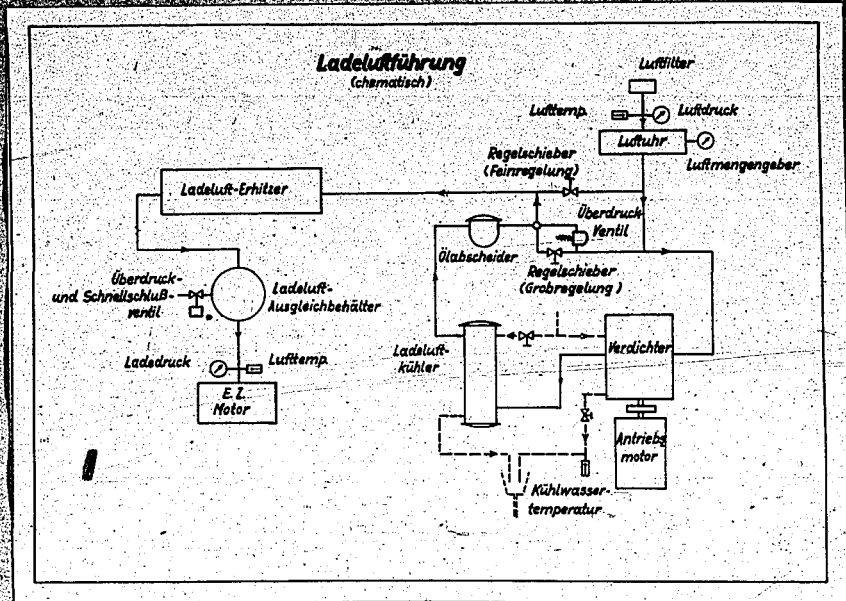 Ladeluftführung
(chematisch)
Luftfilter
Lufttemp.
Luftdruck
Luftuhr
Luftmengengeber
Regelschieber
(Feinregelung)
Ladeluft-Erhitzer
Überdruck
Ventil
Ölabscheider
Regelschieber
(Grobregelung)
Überdruck-
und Schnellschluß-
ventil
Ladeluft-
Ausgleichbehälter
Ladeluft-
kühler
Verdichter
Ladedruck
Lufttemp.
E. Z.
Motor
Antriebs
motor
Kühlwasser-
temperatur